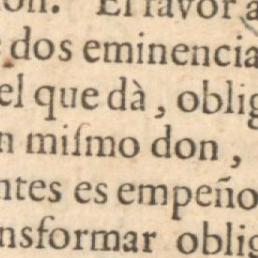 on. El favor a
dos eminencia
el que dà, oblig
n miſmo don,
ntes es empeño
nsformar oblig